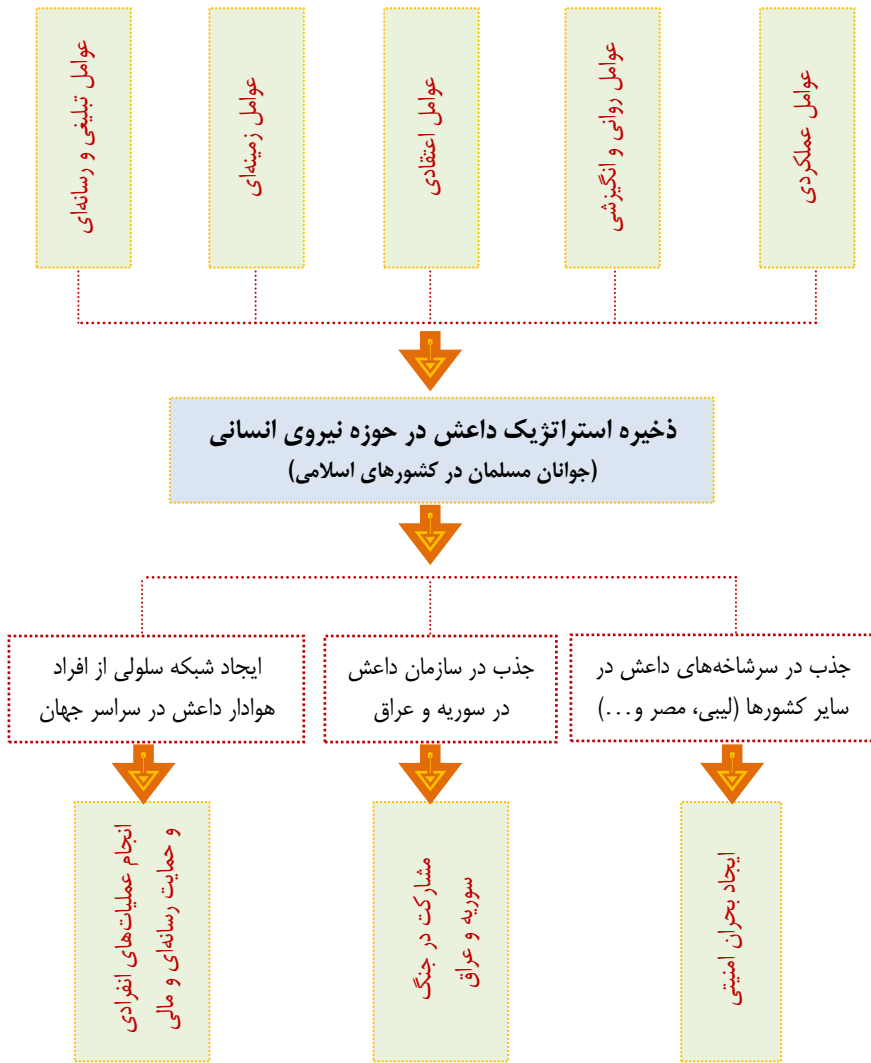 عوامل عملکردی
عوامل روانی و انگیزشی
عوامل اعتقادی
عوامل زمینه‌ای
عوامل تبلیغی و رسانه‌ای
ذخیره استراتژیک داعش در حوزه نیروی انسانی
(جوانان مسلمان در کشورهای اسلامی)
جذب در سرشاخه‌های داعش در
سایر کشورها (لیبی، مصر و...)
جذب در سازمان داعش
در سوریه و عراق
ایجاد شبکه سلولی از افراد
هوادار داعش در سراسر جهان
ایجاد بحران امنیتی
مشارکت در جنگ
سوریه و عراق
انجام عملیات‌های انفرادی
و حمایت رسانه‌ای و مالی